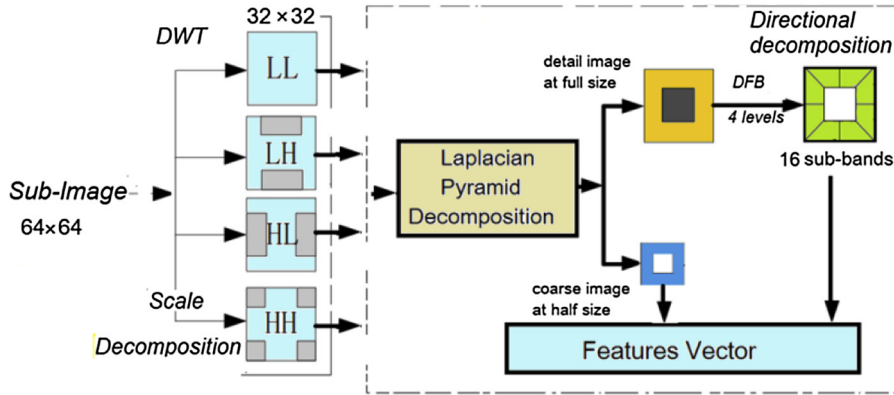 DWT
32 × 32
LL
LH
HL
HH
Sub-Image
64×64
Scale
Decomposition
Laplacian
Pyramid
Decomposition
detail image
at full size
DFB
4 levels
Directional
decomposition
16 sub-bands
coarse image
at half size
Features Vector